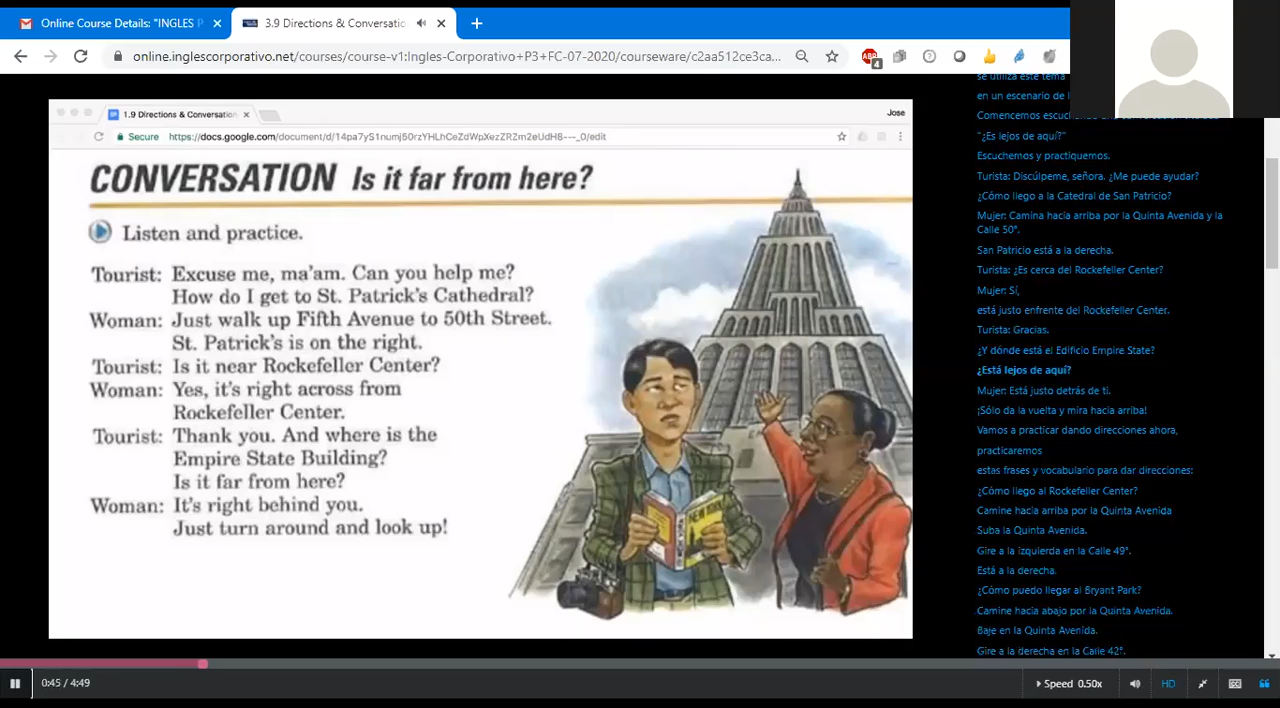 Online Course Details: "INGLES P
3.9 Directions & Conversatio
online.inglescorporativo.net/courses/course-v1:Ingles-Corporativo+P3+FC-07-2020/courseware/c2aa512ce3ca...
ABP
4
1.9 Directions & Conversation
Jose
Secure https://docs.google.com/document/d/14pa7yS1numj50rzYHLhCeZdWpXezZRZm2eUdH8---_0/edit
CONVERSATION Is it far from here?
Listen and practice.
Tourist: Excuse me, ma'am. Can you help me?
How do I get to St. Patrick's Cathedral?
Woman: Just walk up Fifth Avenue to 50th Street.
St. Patrick's is on the right.
Tourist: Is it near Rockefeller Center?
Woman: Yes, it's right across from
Rockefeller Center.
Tourist: Thank you. And where is the
Empire State Building?
Is it far from here?
Woman: It's right behind you.
Just turn around and look up!
NEW YORK
se utiliza este tema
en un escenario de
Comencemos escuchando
"¿Es lejos de aquí?"
Escuchemos y practiquemos.
Turista: Discúlpeme, señora. ¿Me puede ayudar?
¿Cómo llego a la Catedral de San Patricio?
Mujer: Camina hacía arriba por la Quinta Avenida y la
Calle 50°.
San Patricio está a la derecha.
Turista: ¿Es cerca del Rockefeller Center?
Mujer: Sí,
está justo enfrente del Rockefeller Center.
Turista: Gracias.
¿Y dónde está el Edificio Empire State?
¿Está lejos de aquí?
Mujer: Está justo detrás de ti.
¡Sólo da la vuelta y mira hacia arriba!
Vamos a practicar dando direcciones ahora,
practicaremos
estas frases y vocabulario para dar direcciones:
¿Cómo llego al Rockefeller Center?
Camine hacía arriba por la Quinta Avenida
Suba la Quinta Avenida.
Gire a la izquierda en la Calle 49°.
Está a la derecha.
¿Cómo puedo llegar al Bryant Park?
Camine hacía abajo por la Quinta Avenida.
Baje en la Quinta Avenida.
Gire a la derecha en la Calle 42°.
0:45 / 4:49
Speed 0.50x
HD
CC